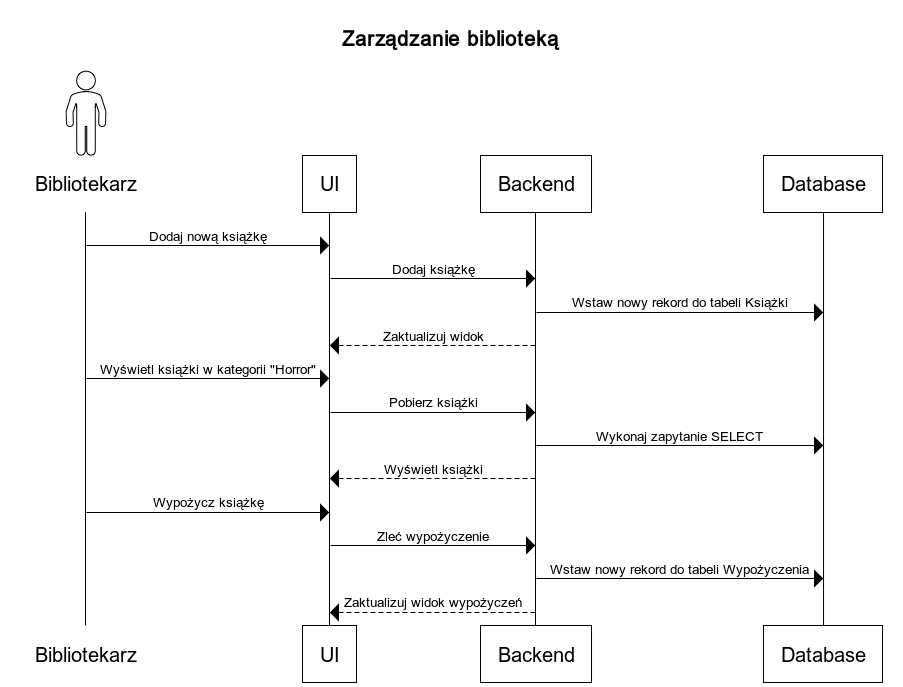 Zarządzanie biblioteką
Bibliotekarz
UI
Backend
Database
Dodaj nową książkę
Dodaj książkę
Wstaw nowy rekord do tabeli Książki
Zaktualizuj widok
Wyświetl książki w kategorii "Horror"
Pobierz książki
Wykonaj zapytanie SELECT
Wyświetl książki
Wypożycz książkę
Zleć wypożyczenie
Wstaw nowy rekord do tabeli Wypożyczenia
Zaktualizuj widok wypożyczeń
Bibliotekarz
UI
Backend
Database